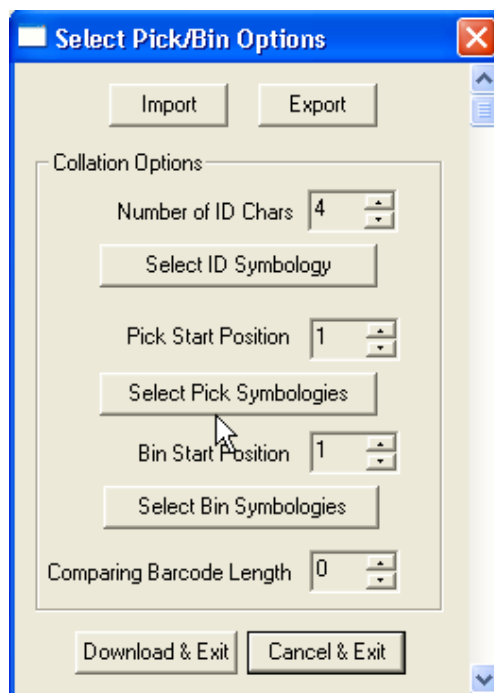 Select Pick/Bin Options
Import Export
Collation Options
Number of ID Chars 4
Select ID Symbology
Pick Start Position 1
Select Pick Symbologies
Bin Start Position 1
Select Bin Symbologies
Comparing Barcode Length 0
Download & Exit Cancel & Exit